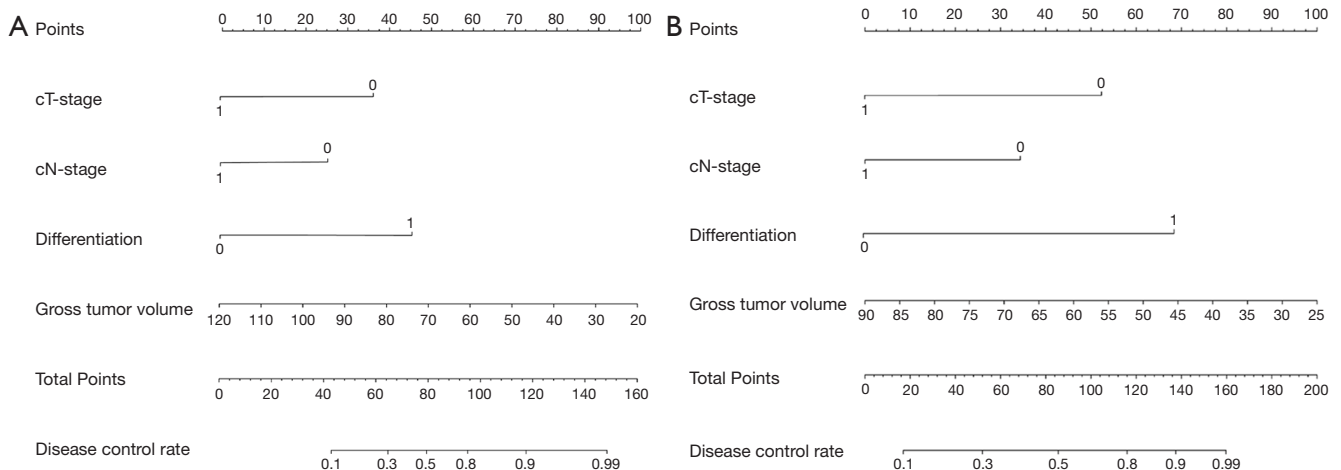 A Points 0 10 20 30 40 50 60 70 80 90 100
cT-stage 0
1
cN-stage 0
1
Differentiation 1
0
Gross tumor volume
120 110 100 90 80 70 60 50 40 30 20
Total Points
0 20 40 60 80 100 120 140 160
Disease control rate
0.1 0.3 0.5 0.8 0.9 0.99
B Points 0 10 20 30 40 50 60 70 80 90 100
cT-stage 0
1
cN-stage 0
1
Differentiation 1
0
Gross tumor volume
90 85 80 75 70 65 60 55 50 45 40 35 30 25
Total Points
0 20 40 60 80 100 120 140 160 180 200
Disease control rate
0.1 0.3 0.5 0.8 0.9 0.99